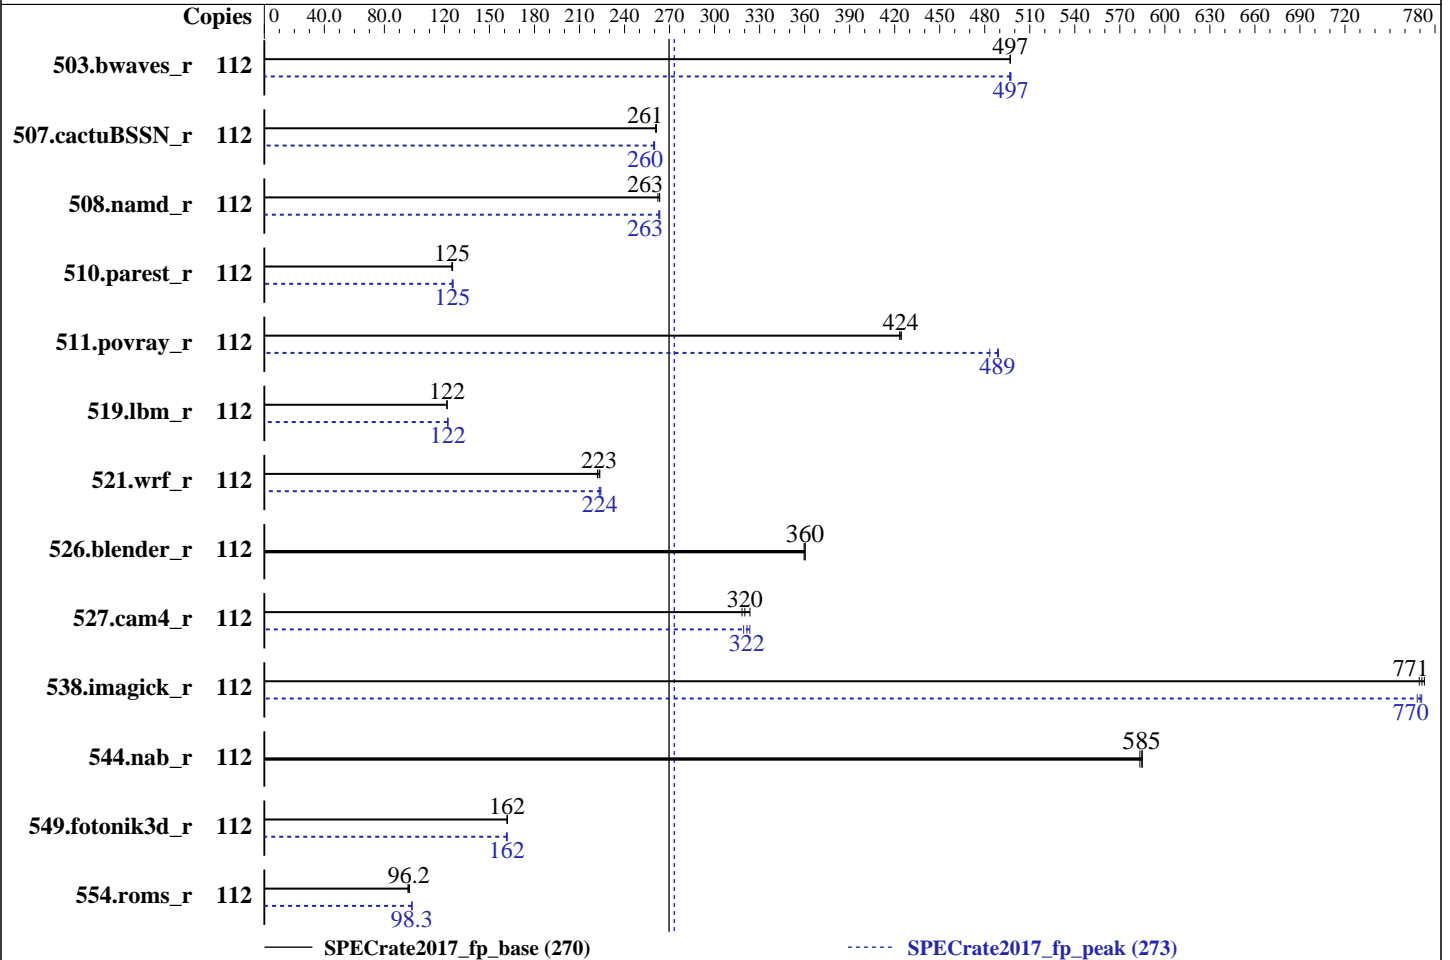 Copies 0 40.0 80.0 120 150 180 210 240 270 300 330 360 390 420 450 480 510 540 570 600 630 660 690 720 780
503.bwaves_r 112 497
497
507.cactuBSSN_r 112 261
260
508.namd_r 112 263
263
510.parest_r 112 125
125
511.povray_r 112 424
489
519.lbm_r 112 122
122
521.wrf_r 112 223
224
526.blender_r 112 360
527.cam4_r 112 320
322
538.imagick_r 112 771
770
544.nab_r 112 585
549.fotonik3d_r 112 162
162
554.roms_r 112 96.2
98.3
SPECrate2017_fp_base (270) SPECrate2017_fp_peak (273)